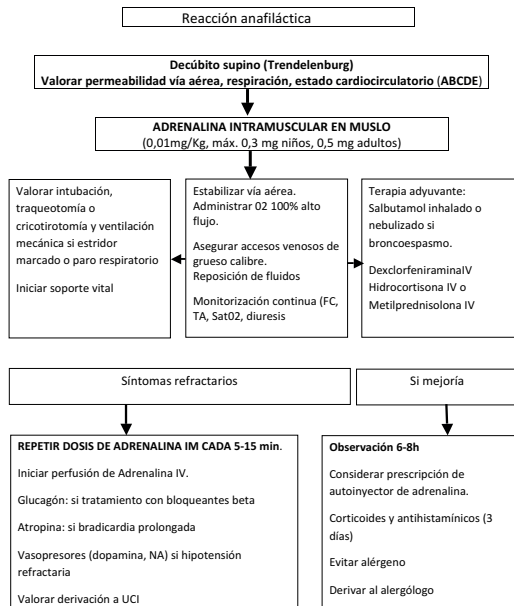 Reacción anafiláctica
Decúbito supino (Trendelenburg)
Valorar permeabilidad vía aérea, respiración, estado cardiocirculatorio (ABCDE)
ADRENALINA INTRAMUSCULAR EN MUSLO
(0,01mg/Kg, máx. 0,3 mg niños, 0,5 mg adultos)
Valorar intubación,
traqueotomía o
cricotirotomía y ventilación
mecánica si estridor
marcado o paro respiratorio
Iniciar soporte vital
Estabilizar vía aérea.
Administrar 02 100% alto
flujo.
Asegurar accesos venosos de
grueso calibre.
Reposición de fluidos
Monitorización continua (FC,
TA, Sat02, diuresis
Terapia adyuvante:
Salbutamol inhalado o
nebulizado si
broncoespasmo.
DexclorfeniraminaIV
Hidrocortisona IV o
Metilprednisolona IV
Síntomas refractarios
Si mejoría
REPETIR DOSIS DE ADRENALINA IM CADA 5-15 min.
Iniciar perfusión de Adrenalina IV.
Glucagón: si tratamiento con bloqueantes beta
Atropina: si bradicardia prolongada
Vasopresores (dopamina, NA) si hipotensión
refractaria
Valorar derivación a UCI
Observación 6-8h
Considerar prescripción de
autoinyector de adrenalina.
Corticoides y antihistamínicos (3
días)
Evitar alérgeno
Derivar al alergólogo